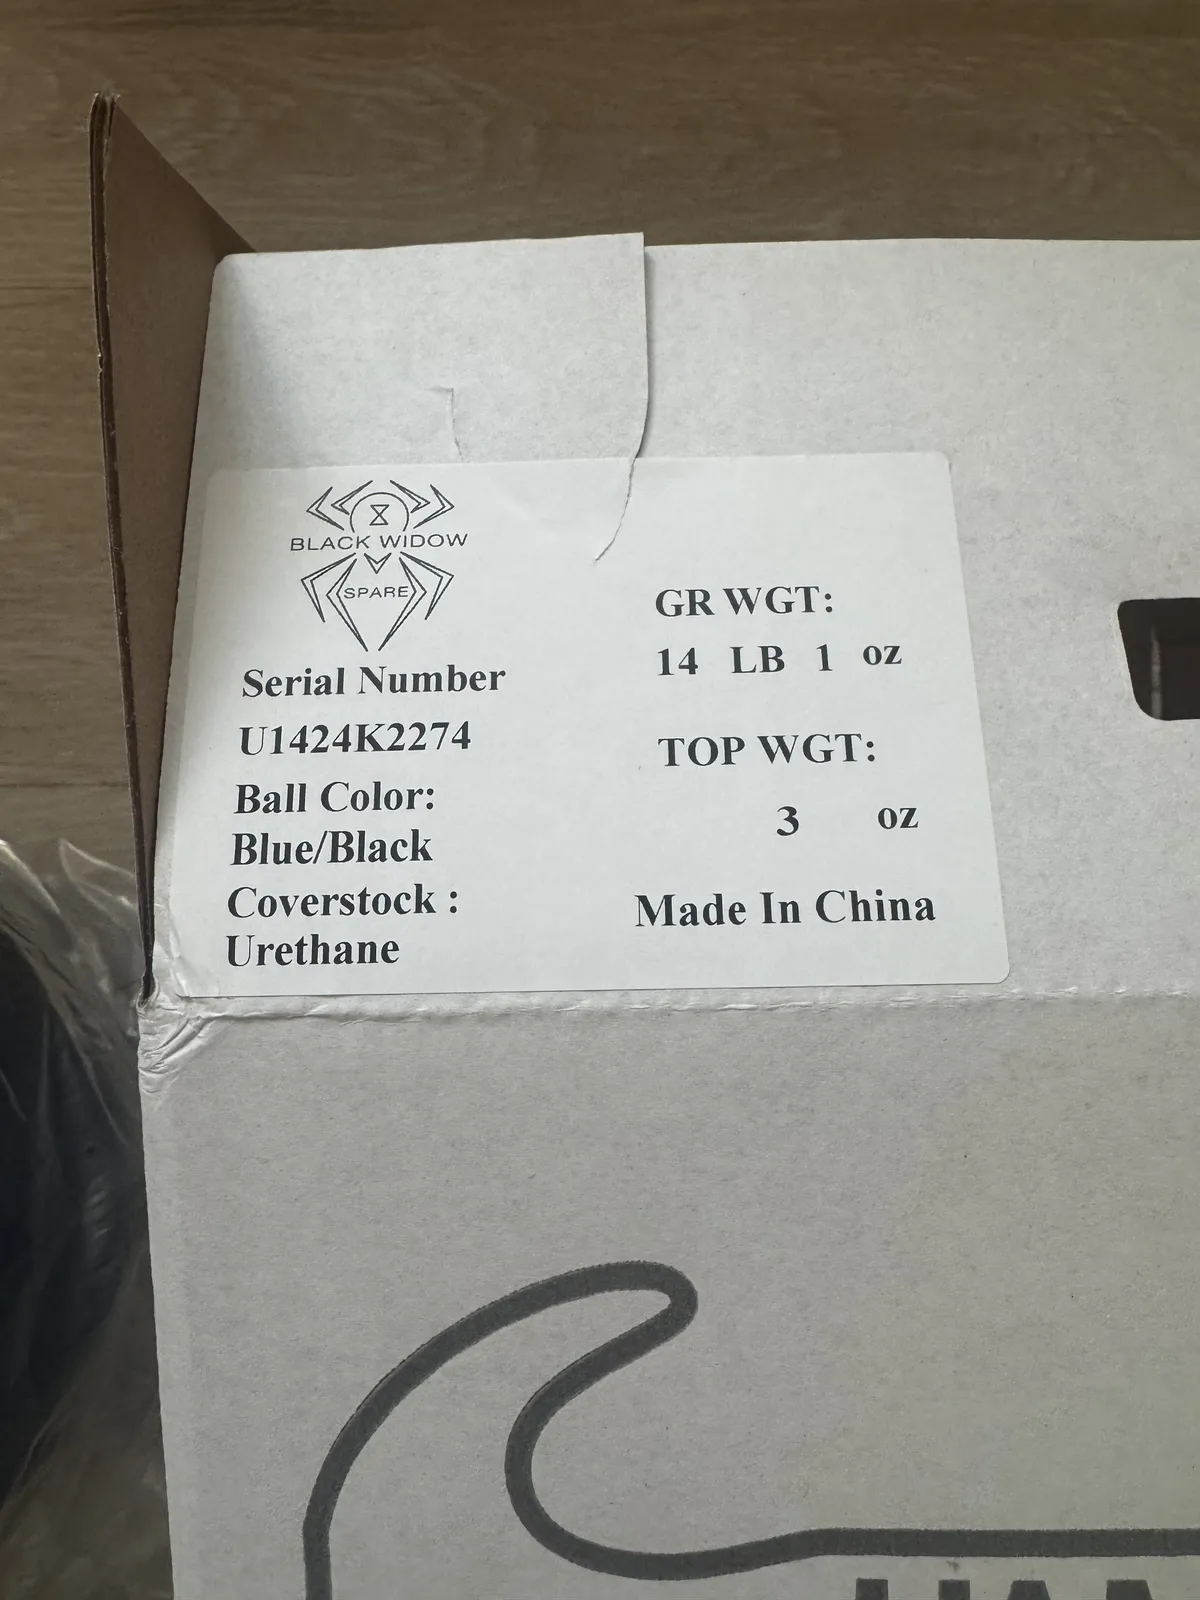 BLACK WIDOW
SPARE
Serial Number
U1424K2274
Ball Color:
Blue/Black
Coverstock :
Urethane
GR WGT:
14 LB 1 oz
TOP WGT:
3 oz
Made In China